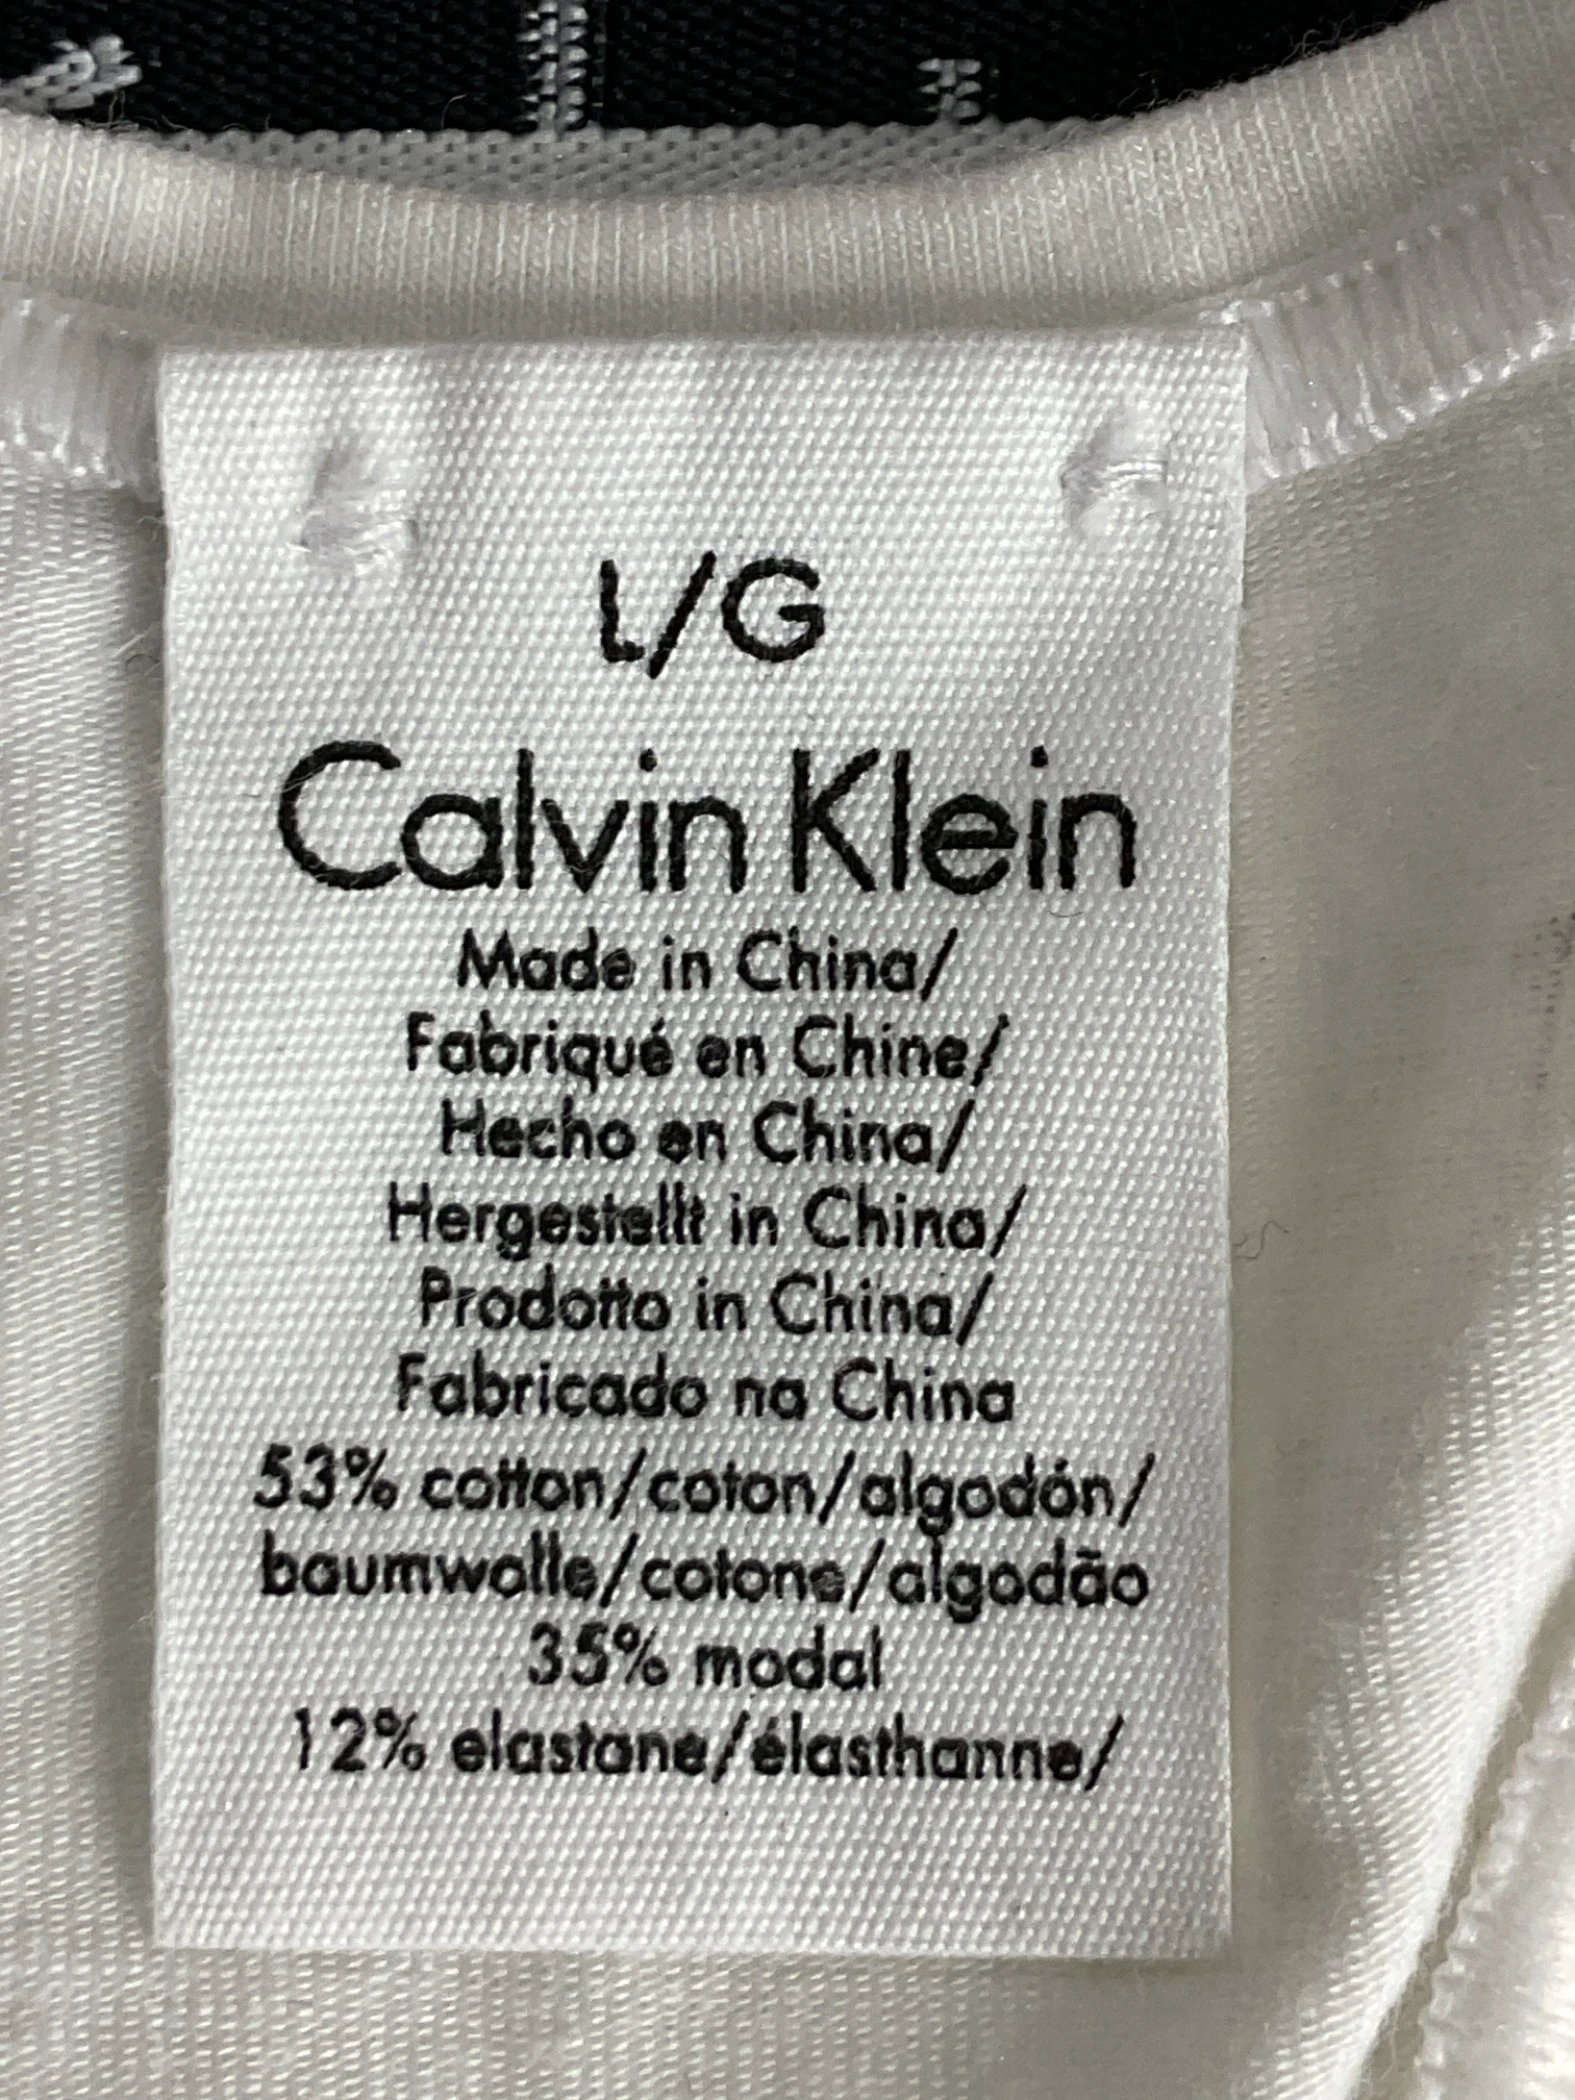 L/G
Calvin Klein
Made in China/
Fabriqué en Chine/
Hecho en China/
Hergestellt in China/
Prodotto in China/
Fabricado na China
53% cotton/coton/algodón/
baumwolle/cotone/algodão
35% modal
12% elastane/élasthanne/